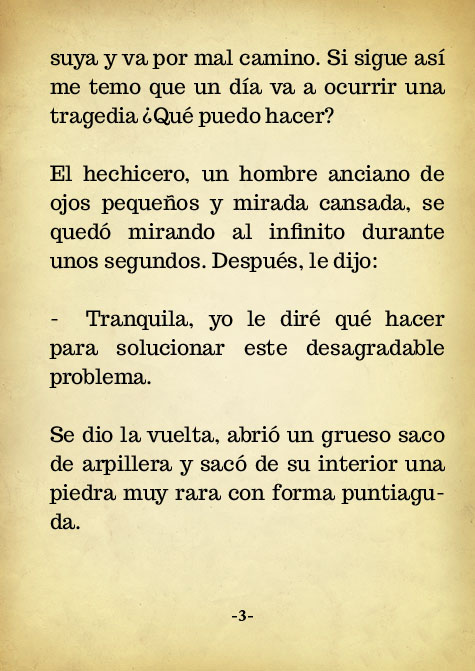 suya y va por mal camino. Si sigue así
me temo que un día va a ocurrir una
tragedia ¿Qué puedo hacer?
El hechicero, un hombre anciano de
ojos pequeños y mirada cansada, se
quedó mirando al infinito durante
unos segundos. Después, le dijo:
- Tranquila, yo le diré qué hacer
para solucionar este desagradable
problema.
Se dio la vuelta, abrió un grueso saco
de arpillera y sacó de su interior una
piedra muy rara con forma puntiagu-
da.
-3-